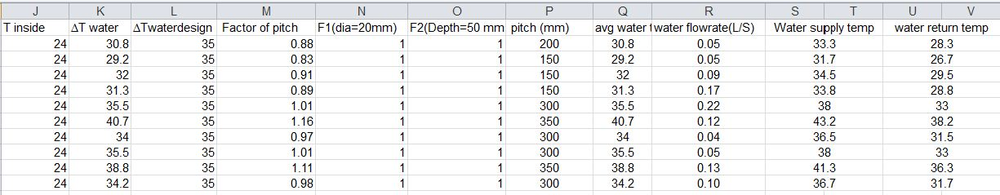 J K L M N O P Q R S T U V
T inside ΔT water ΔTwaterdesign Factor of pitch F1(dia=20mm) F2(Depth=50 mm pitch (mm) avg water t water flowrate(L/S) Water supply temp water return temp
24 30.8 35 0.88 1 1 200 30.8 0.05 33.3 28.3
24 29.2 35 0.83 1 1 150 29.2 0.05 31.7 26.7
24 32 35 0.91 1 1 150 32 0.09 34.5 29.5
24 31.3 35 0.89 1 1 150 31.3 0.17 33.8 28.8
24 35.5 35 1.01 1 1 300 35.5 0.22 38 33
24 40.7 35 1.16 1 1 350 40.7 0.12 43.2 38.2
24 34 35 0.97 1 1 300 34 0.04 36.5 31.5
24 35.5 35 1.01 1 1 300 35.5 0.05 38 33
24 38.8 35 1.11 1 1 350 38.8 0.13 41.3 36.3
24 34.2 35 0.98 1 1 300 34.2 0.10 36.7 31.7